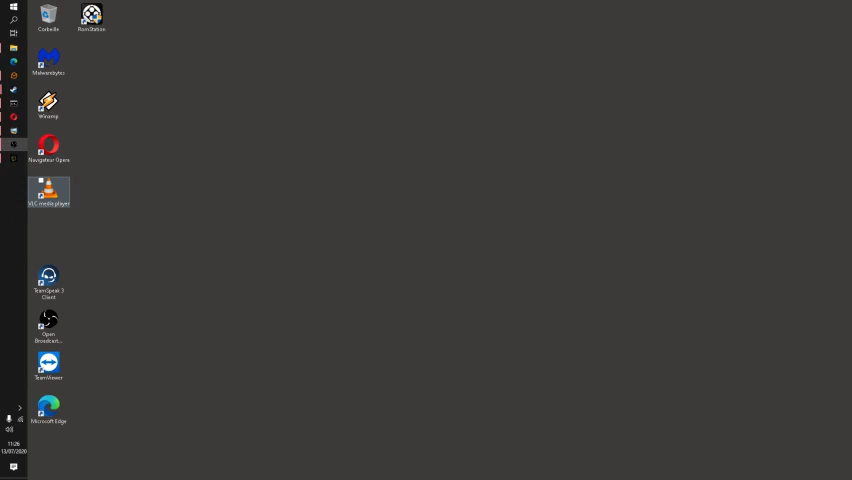 Corbeille
RomStation
Malwarebytes
Winamp
Navigateur Opera
VLC media player
TeamSpeak 3
Client
Open
Broadcast...
TeamViewer
Microsoft Edge
11:26
13/07/2020